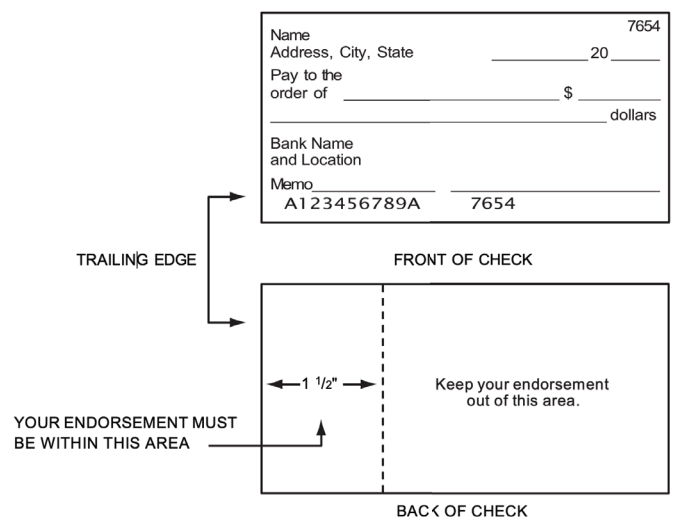 7654
Name
Address, City, State
20
Pay to the
order of $
dollars
Bank Name
and Location
Memo
A123456789A 7654
TRAILING EDGE
FRONT OF CHECK
1 1/2"
Keep your endorsement
out of this area.
YOUR ENDORSEMENT MUST
BE WITHIN THIS AREA
BACK OF CHECK